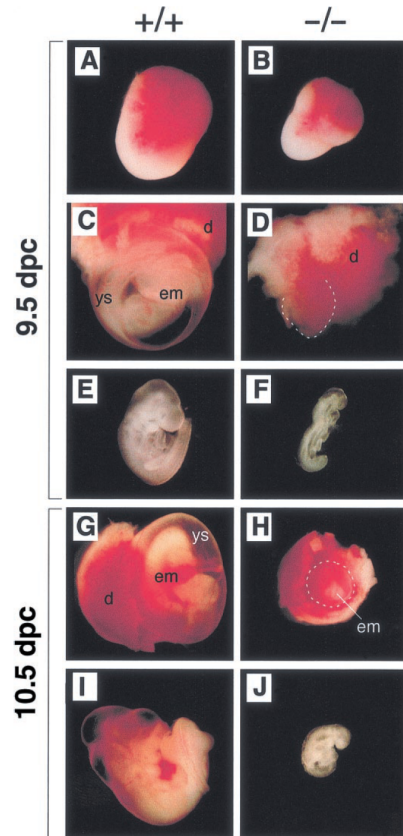 +/+ −/−
A B
C d D d
ys em
E F
9.5 dpc
G ys H
em
d em
I J
10.5 dpc